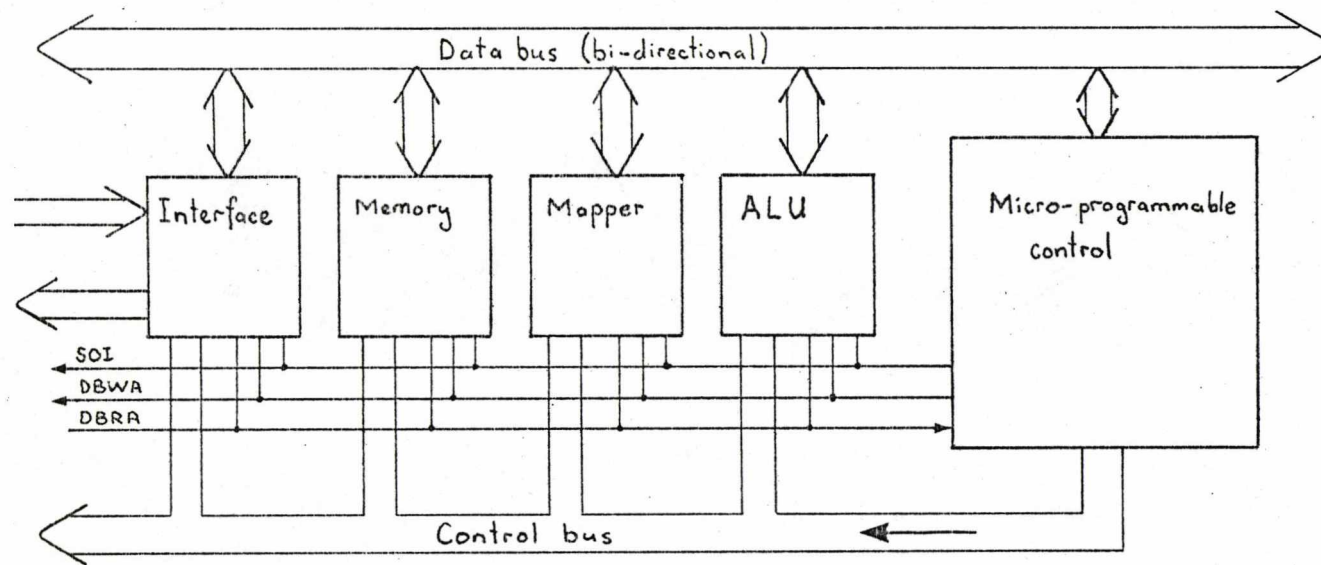 Data bus (bi-directional)
Interface
Memory
Mapper
ALU
Micro-programmable
control
SOI
DBWA
DBRA
Control bus